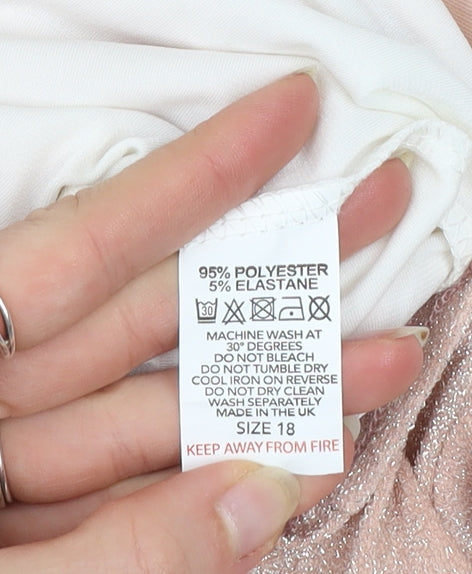 95% POLYESTER
5% ELASTANE
30
MACHINE WASH AT
30° DEGREES
DO NOT BLEACH
DO NOT TUMBLE DRY
COOL IRON ON REVERSE
DO NOT DRY CLEAN
WASH SEPARATELY
MADE IN THE UK
SIZE 18
KEEP AWAY FROM FIRE